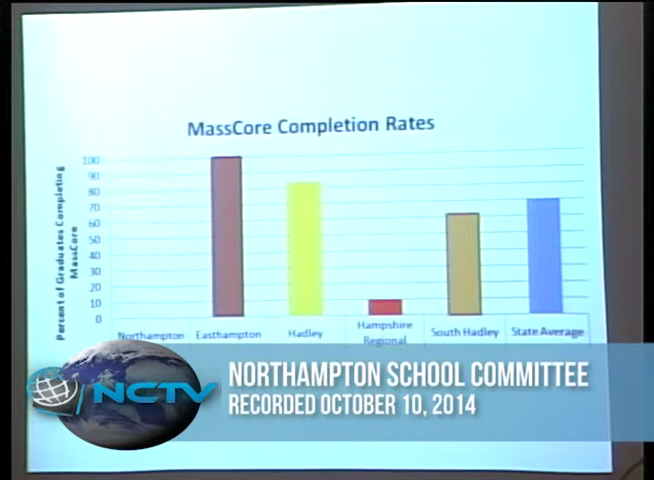 MassCore Completion Rates
Percent of Graduates Completing
MassCore
100
90
80
70
60
50
40
30
20
10
0
Northampton
Easthampton
Hadley
Hampshire
Regional
South Hadley
State Average
NCTV
NORTHAMPTON SCHOOL COMMITTEE
RECORDED OCTOBER 10, 2014